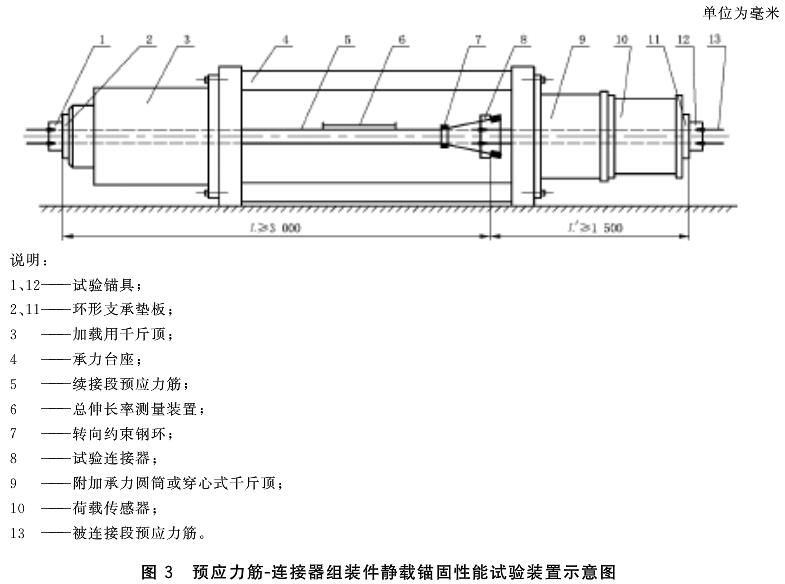 单位为毫米
1 2 3 4 5 6 7 8 9 10 11 12 13
L≥3 000 L′≥1 500
说明：
1、12——试验锚具；
2、11——环形支承垫板；
3 ——加载用千斤顶；
4 ——承力台座；
5 ——续接段预应力筋；
6 ——总伸长率测量装置；
7 ——转向约束钢环；
8 ——试验连接器；
9 ——附加承力圆筒或穿心式千斤顶；
10 ——荷载传感器；
13 ——被连接段预应力筋。
图 3 预应力筋-连接器组装件静载锚固性能试验装置示意图